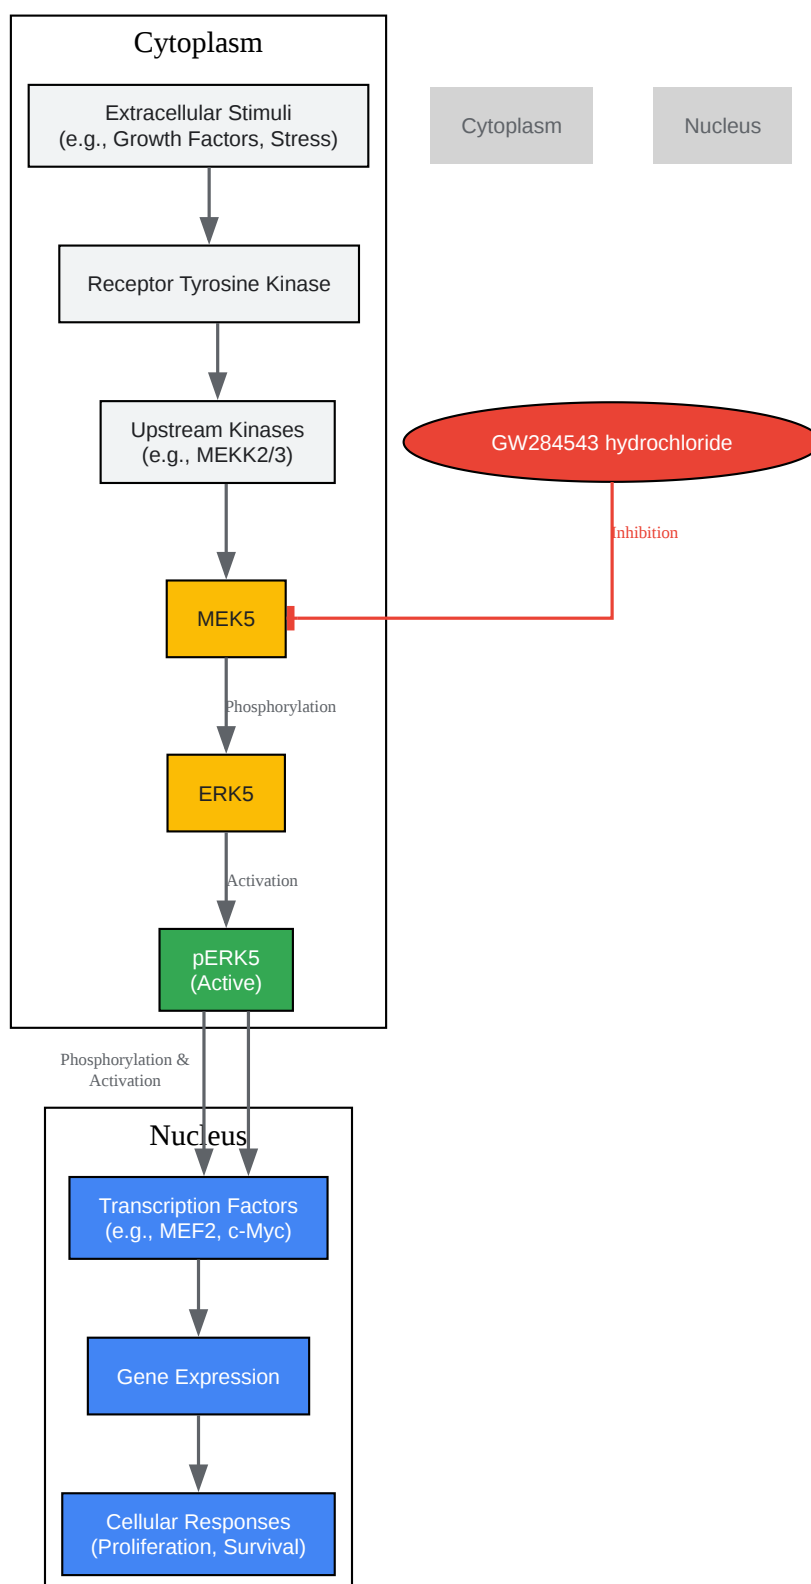 Cytoplasm
Extracellular Stimuli
(e.g., Growth Factors, Stress)
Cytoplasm
Nucleus
Receptor Tyrosine Kinase
Upstream Kinases
(e.g., MEKK2/3)
GW284543 hydrochloride
Inhibition
MEK5
Phosphorylation
ERK5
Activation
pERK5
(Active)
Phosphorylation &
Activation
Nucleus
Transcription Factors
(e.g., MEF2, c-Myc)
Gene Expression
Cellular Responses
(Proliferation, Survival)